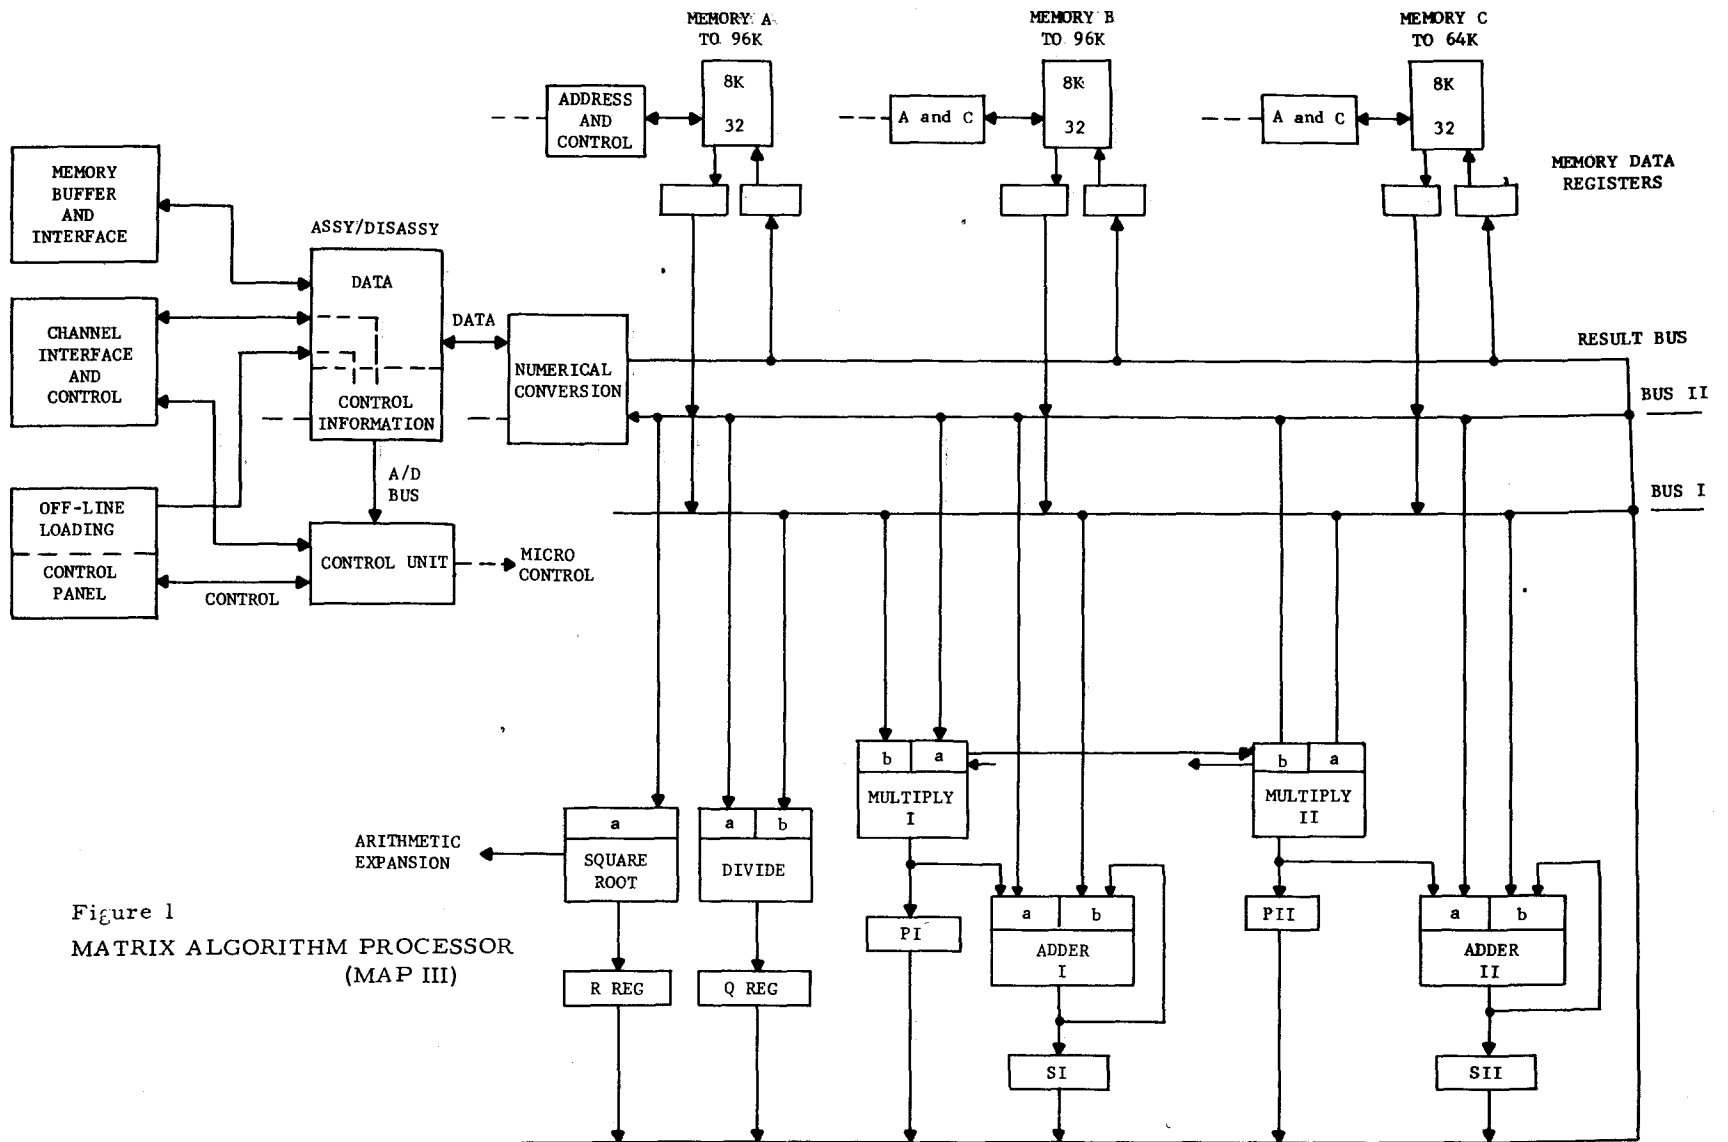 MEMORY A
TO 96K
MEMORY B
TO 96K
MEMORY C
TO 64K
8K
32
8K
32
8K
32
ADDRESS
AND
CONTROL
A and C
A and C
MEMORY DATA
REGISTERS
MEMORY
BUFFER
AND
INTERFACE
ASSY/DISASSY
DATA
CHANNEL
INTERFACE
AND
CONTROL
DATA
NUMERICAL
CONVERSION
CONTROL
INFORMATION
RESULT BUS
BUS II
BUS I
A/D
BUS
OFF-LINE
LOADING
CONTROL
PANEL
CONTROL
CONTROL UNIT
MICRO
CONTROL
b
a
MULTIPLY
I
b
a
MULTIPLY
II
ARITHMETIC
EXPANSION
a
SQUARE
ROOT
a
b
DIVIDE
PI
a
b
ADDER
I
PII
a
b
ADDER
II
R REG
Q REG
SI
SII
Figure 1
MATRIX ALGORITHM PROCESSOR
(MAP III)